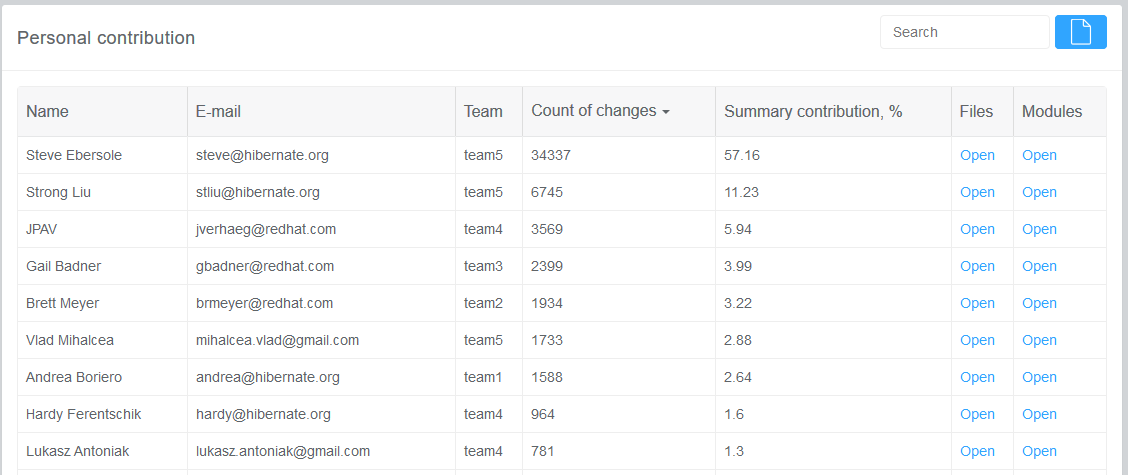 Personal contribution Search
Name E-mail Team Count of changes Summary contribution, % Files Modules
Steve Ebersole steve@hibernate.org team5 34337 57.16 Open Open
Strong Liu stliu@hibernate.org team5 6745 11.23 Open Open
JPAV jverhaeg@redhat.com team4 3569 5.94 Open Open
Gail Badner gbadner@redhat.com team3 2399 3.99 Open Open
Brett Meyer brmeyer@redhat.com team2 1934 3.22 Open Open
Vlad Mihalcea mihalcea.vlad@gmail.com team5 1733 2.88 Open Open
Andrea Boriero andrea@hibernate.org team1 1588 2.64 Open Open
Hardy Ferentschik hardy@hibernate.org team4 964 1.6 Open Open
Lukasz Antoniak lukasz.antoniak@gmail.com team4 781 1.3 Open Open